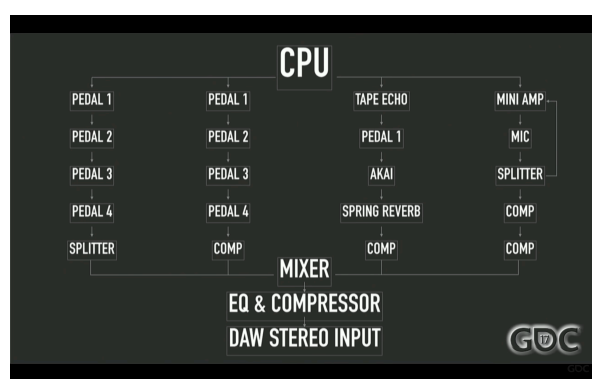 CPU
PEDAL 1 PEDAL 1 TAPE ECHO MINI AMP
PEDAL 2 PEDAL 2 PEDAL 1 MIC
PEDAL 3 PEDAL 3 AKAI SPLITTER
PEDAL 4 PEDAL 4 SPRING REVERB COMP
SPLITTER COMP COMP COMP
MIXER
EQ & COMPRESSOR
DAW STEREO INPUT
GDC 17
GDC